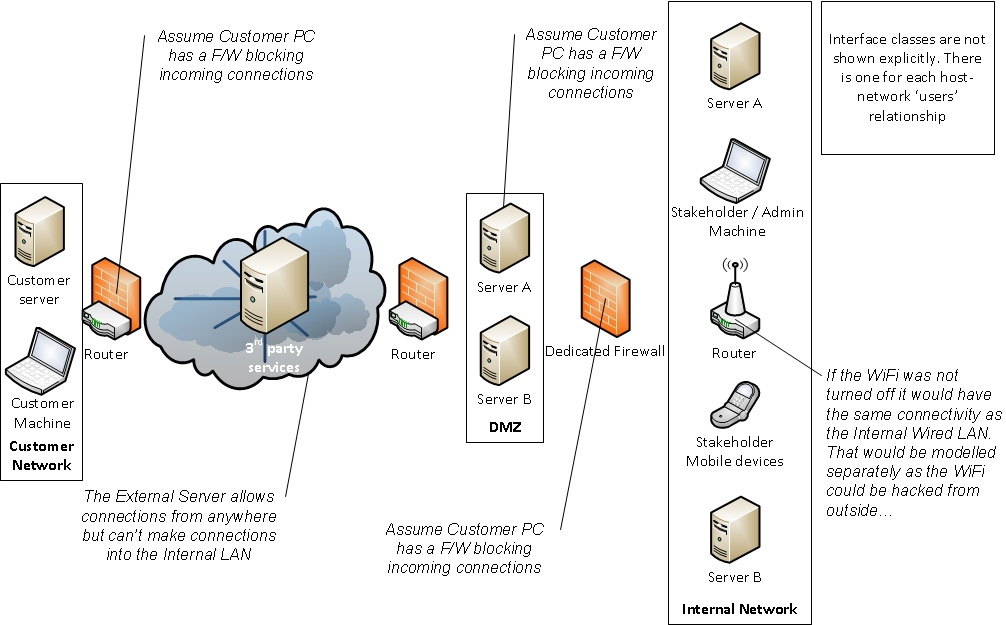 Assume Customer PC
has a F/W blocking
incoming connections
Assume Customer
PC has a F/W
blocking incoming
connections
Interface classes are not
shown explicitly. There
is one for each host-
network ‘users’
relationship
Server A
Stakeholder / Admin
Machine
Router
Stakeholder
Mobile devices
Server B
Internal Network
Customer
server
Customer
Machine
Customer
Network
Router
3rd party
services
Router
Server A
Server B
DMZ
Dedicated Firewall
If the WiFi was not
turned off it would have
the same connectivity as
the Internal Wired LAN.
That would be modelled
separately as the WiFi
could be hacked from
outside…
The External Server allows
connections from anywhere
but can’t make connections
into the Internal LAN
Assume Customer PC
has a F/W blocking
incoming connections